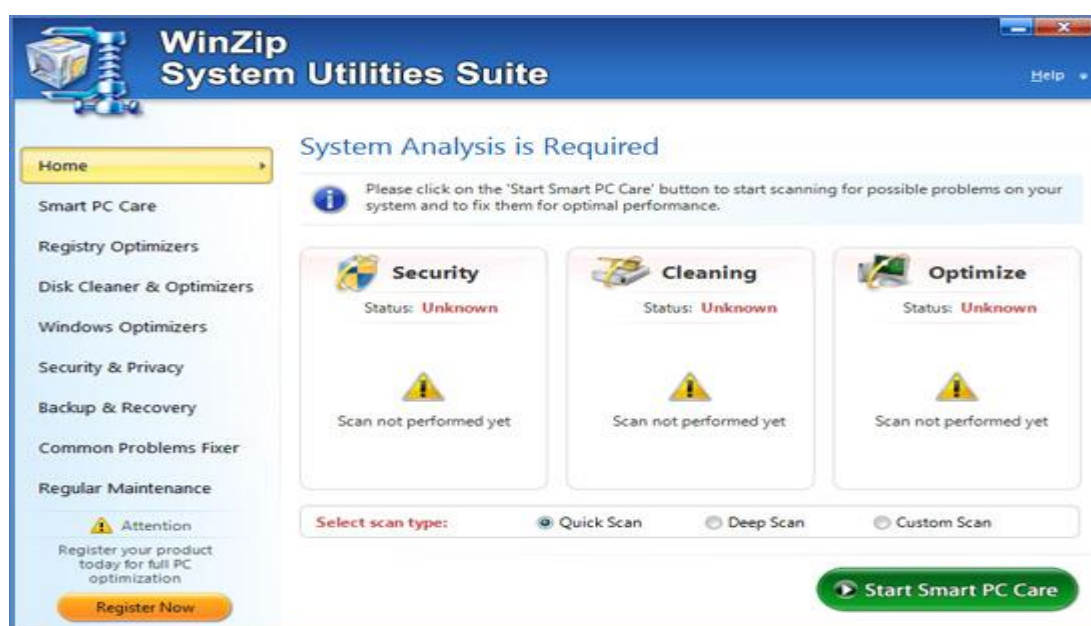 WinZip
System Utilities Suite
Help
Home
Smart PC Care
Registry Optimizers
Disk Cleaner & Optimizers
Windows Optimizers
Security & Privacy
Backup & Recovery
Common Problems Fixer
Regular Maintenance
Attention
Register your product
today for full PC
optimization
Register Now
System Analysis is Required
Please click on the 'Start Smart PC Care' button to start scanning for possible problems on your
system and to fix them for optimal performance.
Security
Status: Unknown
Scan not performed yet
Cleaning
Status: Unknown
Scan not performed yet
Optimize
Status: Unknown
Scan not performed yet
Select scan type: Quick Scan Deep Scan Custom Scan
Start Smart PC Care